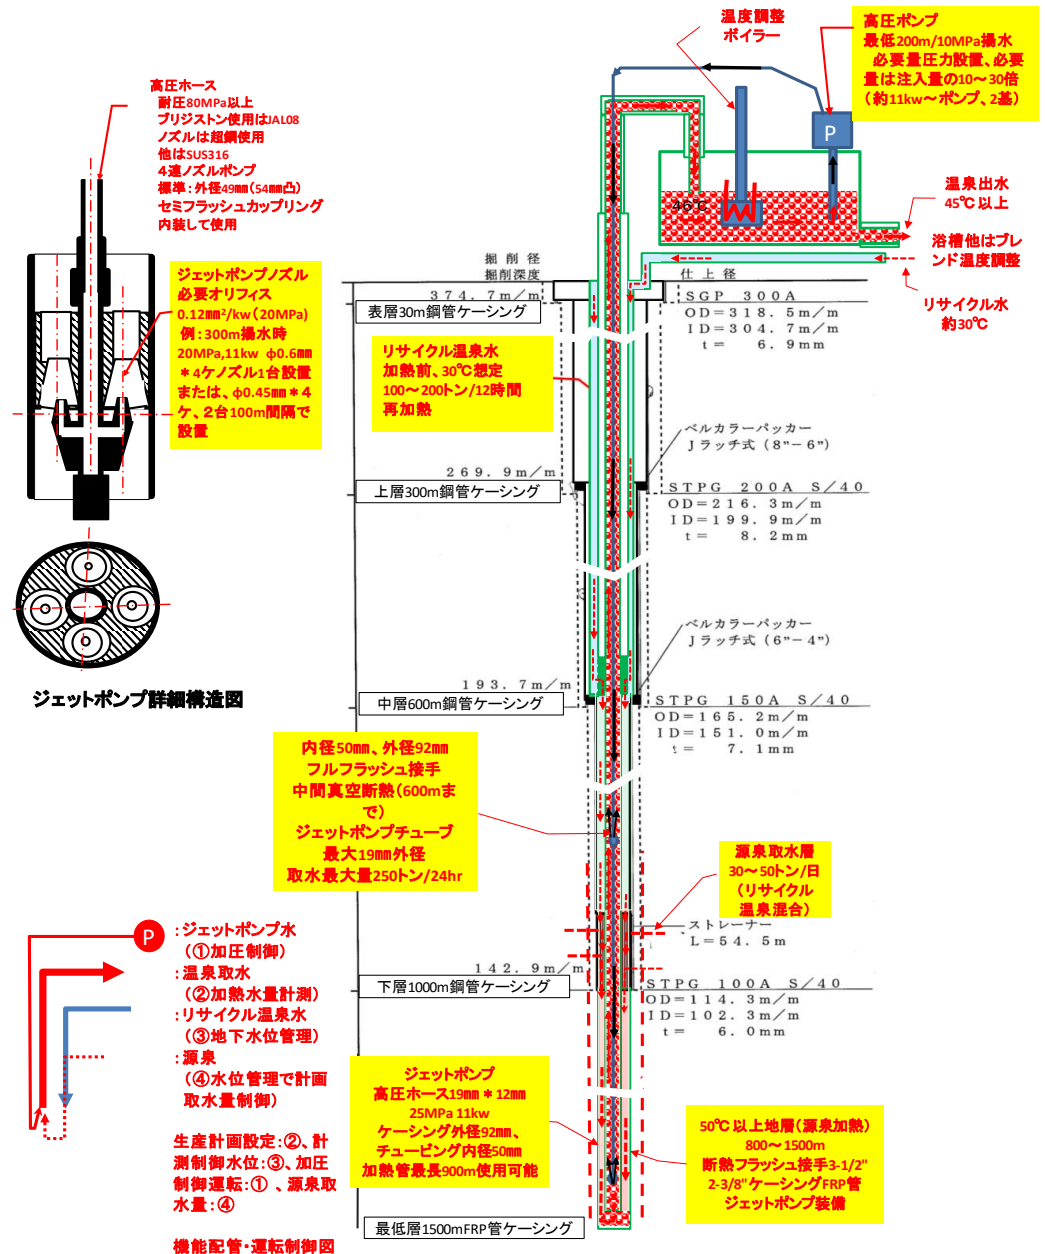 温度調整
ボイラー
高圧ポンプ
最低200m/10MPa揚水
必要量圧力設置、必要
量は注入量の10～30倍
(約11kw～ポンプ、2基)
高圧ホース
耐圧80MPa以上
ブリジストン使用はJAL08
ノズルは超鋼使用
他はSUS316
4連ノズルポンプ
標準：外径49㎜(54㎜凸)
セミフラッシュカップリング
内装して使用
P
46℃
温泉出水
45℃以上
浴槽他はブレ
ンド温度調整
リサイクル水
約30℃
ジェットポンプノズル
必要オリフィス
0.12mm²/kw(20MPa)
例：300m揚水時
20MPa,11kw φ0.6㎜
＊4ケノズル1台設置
または、φ0.45㎜＊4
ケ、2台100m間隔で
設置
掘削径
掘削深度
仕上径
374.7m/m
表層30m鋼管ケーシング
SGP 300A
OD=318.5m/m
ID=304.7m/m
t= 6.9mm
リサイクル温泉水
加熱前、30℃想定
100～200トン/12時間
再加熱
ベルカラーパッカー
Jラッチ式(8"-6")
269.9m/m
上層300m鋼管ケーシング
STPG 200A S/40
OD=216.3m/m
ID=199.9m/m
t= 8.2mm
ジェットポンプ詳細構造図
ベルカラーパッカー
Jラッチ式(6"-4")
193.7m/m
中層600m鋼管ケーシング
STPG 150A S/40
OD=165.2m/m
ID=151.0m/m
t= 7.1mm
内径50㎜、外径92㎜
フルフラッシュ接手
中間真空断熱(600mま
で)
ジェットポンプチューブ
最大19㎜外径
取水最大量250トン/24hr
源泉取水層
30～50トン/日
(リサイクル
温泉混合)
ストレーナー
L=54.5m
142.9m/m
下層1000m鋼管ケーシング
STPG 100A S/40
OD=114.3m/m
ID=102.3m/m
t= 6.0mm
P
：ジェットポンプ水
(①加圧制御)
：温泉取水
(②加熱水量計測)
：リサイクル温泉水
(③地下水位管理)
：源泉
(④水位管理で計画
取水量制御)
生産計画設定：②、計
測制御水位：③、加圧
制御運転：①、源泉取
水量：④
機能配管・運転制御図
ジェットポンプ
高圧ホース19㎜＊12㎜
25MPa 11kw
ケーシング外径92㎜、
チュービング内径50㎜
加熱管最長900m使用可能
50℃以上地層(源泉加熱)
800～1500m
断熱フラッシュ接手3-1/2"
2-3/8"ケーシングFRP管
ジェットポンプ装備
最低層1500mFRP管ケーシング